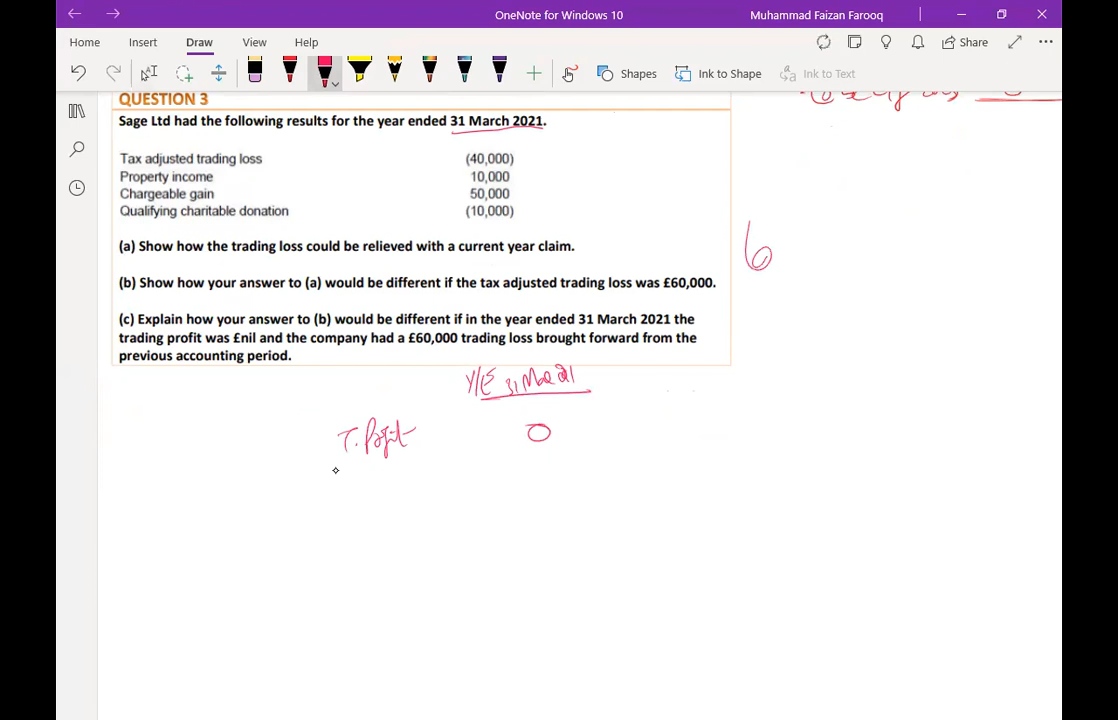 OneNote for Windows 10
Muhammad Faizan Farooq
Home Insert Draw View Help
Share
Shapes Ink to Shape Ink to Text
QUESTION 3
Sage Ltd had the following results for the year ended 31 March 2021.
Tax adjusted trading loss (40,000)
Property income 10,000
Chargeable gain 50,000
Qualifying charitable donation (10,000)
(a) Show how the trading loss could be relieved with a current year claim.
6
(b) Show how your answer to (a) would be different if the tax adjusted trading loss was £60,000.
(c) Explain how your answer to (b) would be different if in the year ended 31 March 2021 the
trading profit was £nil and the company had a £60,000 trading loss brought forward from the
previous accounting period.
Y/E 31 Mar 21
T. Profit 0